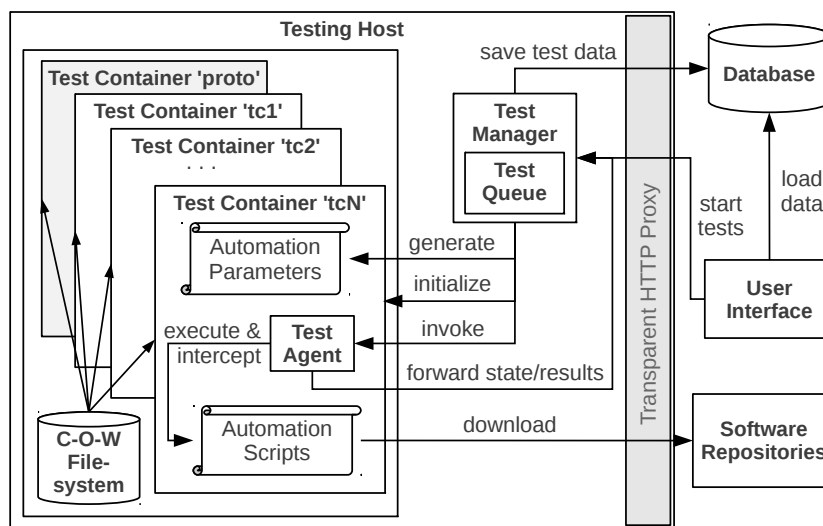 Testing Host
save test data
Database
Test Container 'proto'
Test Container 'tc1'
Test Container 'tc2'
. . .
Test Container 'tcN'
Test
Manager
Test
Queue
load
data
start
tests
Automation
Parameters
generate
initialize
invoke
execute &
intercept
Test
Agent
forward state/results
Transparent HTTP Proxy
User
Interface
C-O-W
File-
system
Automation
Scripts
download
Software
Repositories